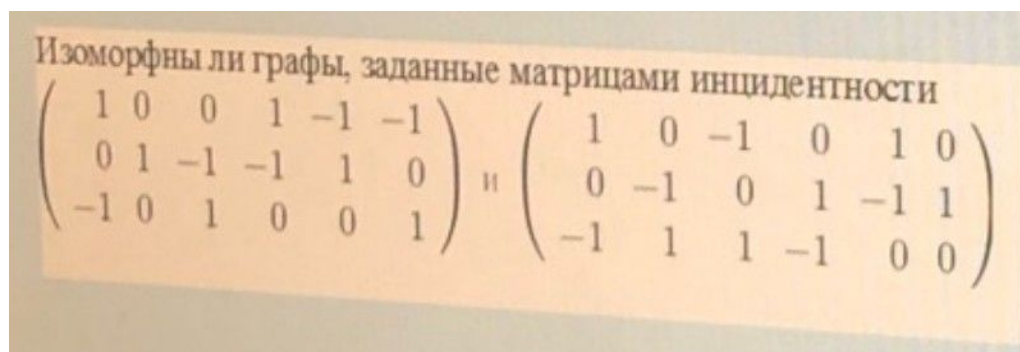 Изоморфны ли графы, заданные матрицами инцидентности
1 0 0 1 −1 −1
0 1 −1 −1 1 0
−1 0 1 0 0 1
и
1 0 −1 0 1 0
0 −1 0 1 −1 1
−1 1 1 −1 0 0